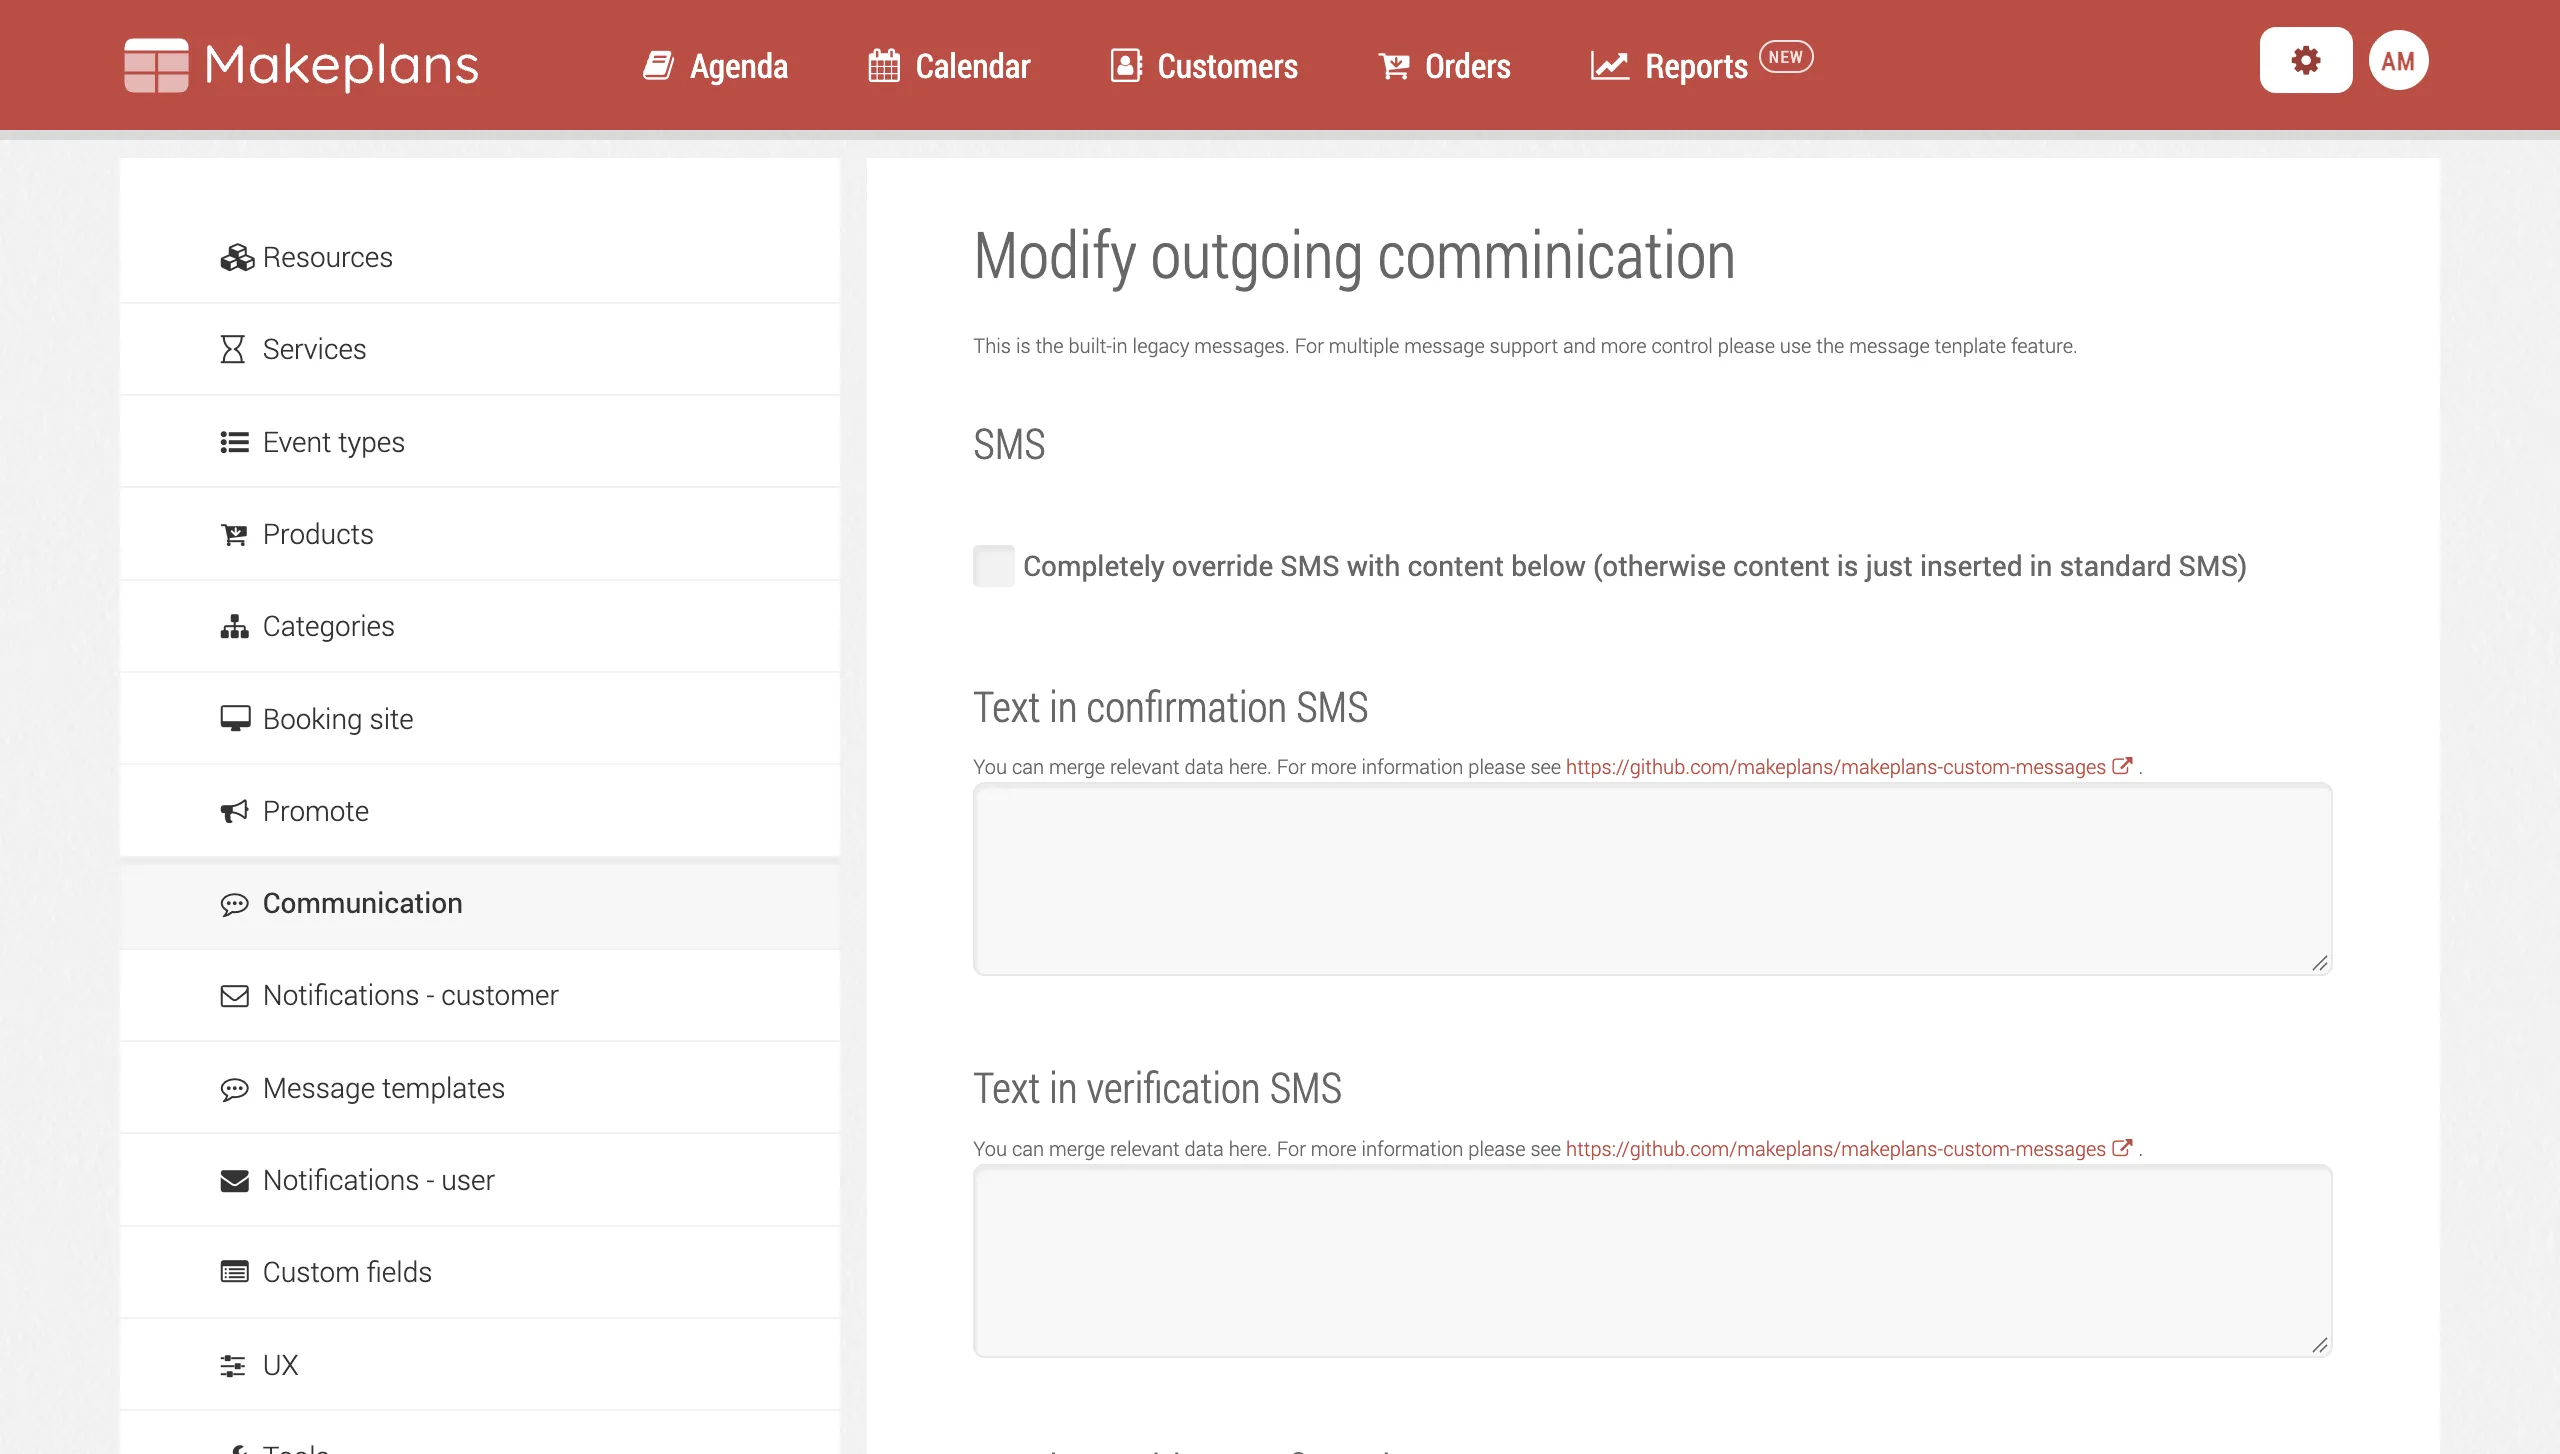 Makeplans
Agenda
Calendar
Customers
Orders
Reports NEW
AM
Resources
Services
Event types
Products
Categories
Booking site
Promote
Communication
Notifications - customer
Message templates
Notifications - user
Custom fields
UX
Tools
Modify outgoing comminication
This is the built-in legacy messages. For multiple message support and more control please use the message tenplate feature.
SMS
Completely override SMS with content below (otherwise content is just inserted in standard SMS)
Text in confirmation SMS
You can merge relevant data here. For more information please see https://github.com/makeplans/makeplans-custom-messages .
Text in verification SMS
You can merge relevant data here. For more information please see https://github.com/makeplans/makeplans-custom-messages .